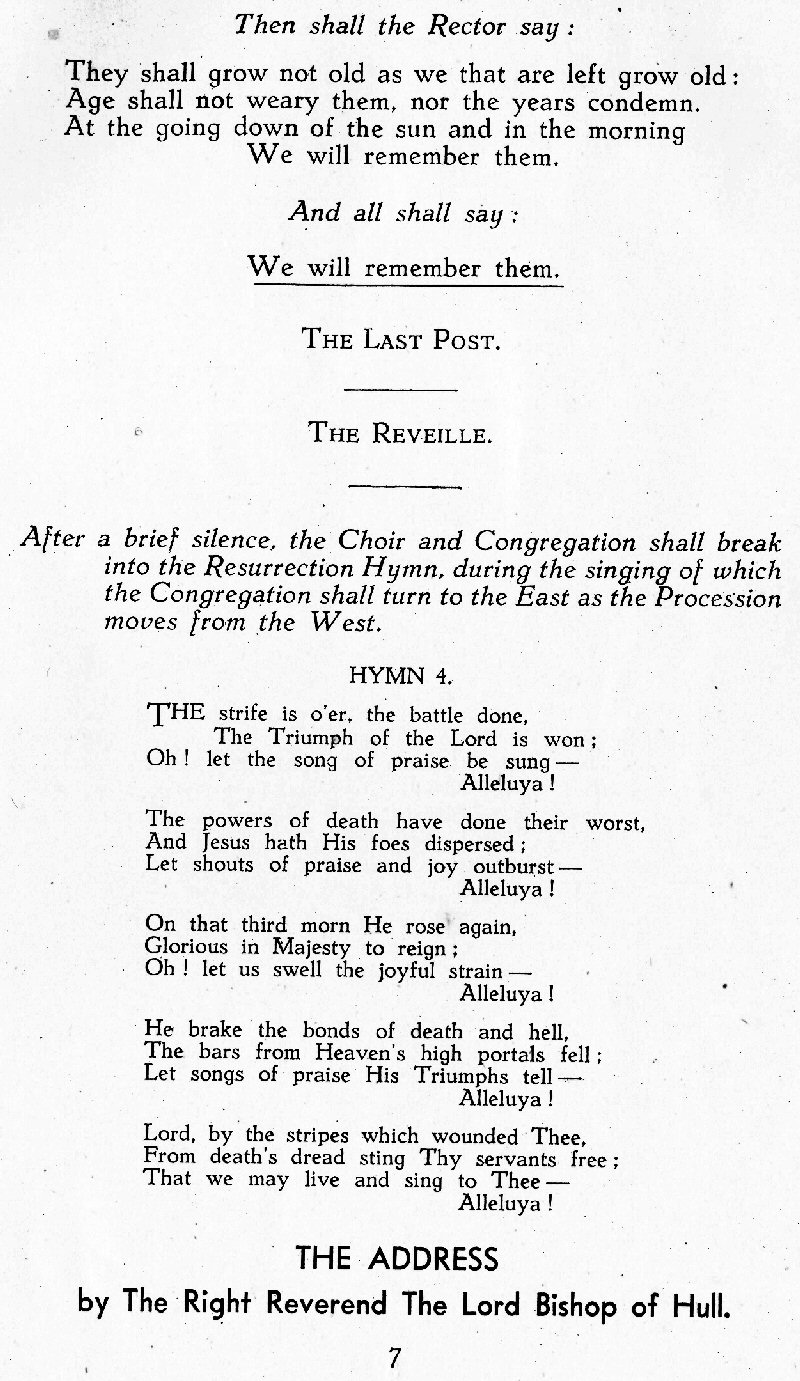 Then shall the Rector say :
They shall grow not old as we that are left grow old :
Age shall not weary them, nor the years condemn.
At the going down of the sun and in the morning
We will remember them.
And all shall say :
We will remember them.
THE LAST POST.
THE REVEILLE.
After a brief silence, the Choir and Congregation shall break
into the Resurrection Hymn, during the singing of which
the Congregation shall turn to the East as the Procession
moves from the West.
HYMN 4.
THE strife is o'er, the battle done,
The Triumph of the Lord is won ;
Oh ! let the song of praise be sung —
Alleluya !
The powers of death have done their worst,
And Jesus hath His foes dispersed ;
Let shouts of praise and joy outburst —
Alleluya !
On that third morn He rose again,
Glorious in Majesty to reign ;
Oh ! let us swell the joyful strain —
Alleluya !
He brake the bonds of death and hell,
The bars from Heaven's high portals fell ;
Let songs of praise His Triumphs tell —
Alleluya !
Lord, by the stripes which wounded Thee,
From death's dread sting Thy servants free ;
That we may live and sing to Thee —
Alleluya !
THE ADDRESS
by The Right Reverend The Lord Bishop of Hull.
7